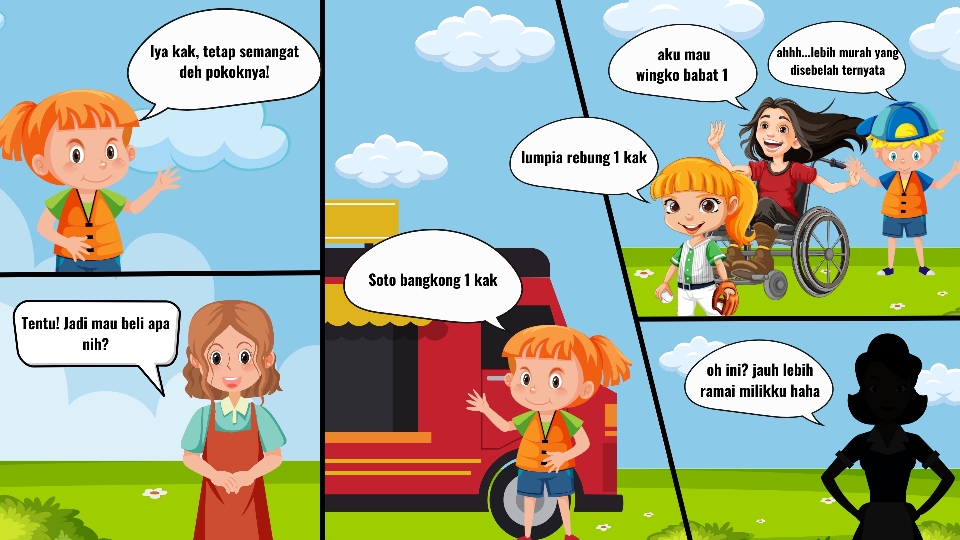 Iya kak, tetap semangat
deh pokoknya!
Tentu! Jadi mau beli apa
nih?
Soto bangkong 1 kak
lumpia rebung 1 kak
aku mau
wingko babat 1
ahhh...lebih murah yang
disebelah ternyata
oh ini? jauh lebih
ramai milikku haha